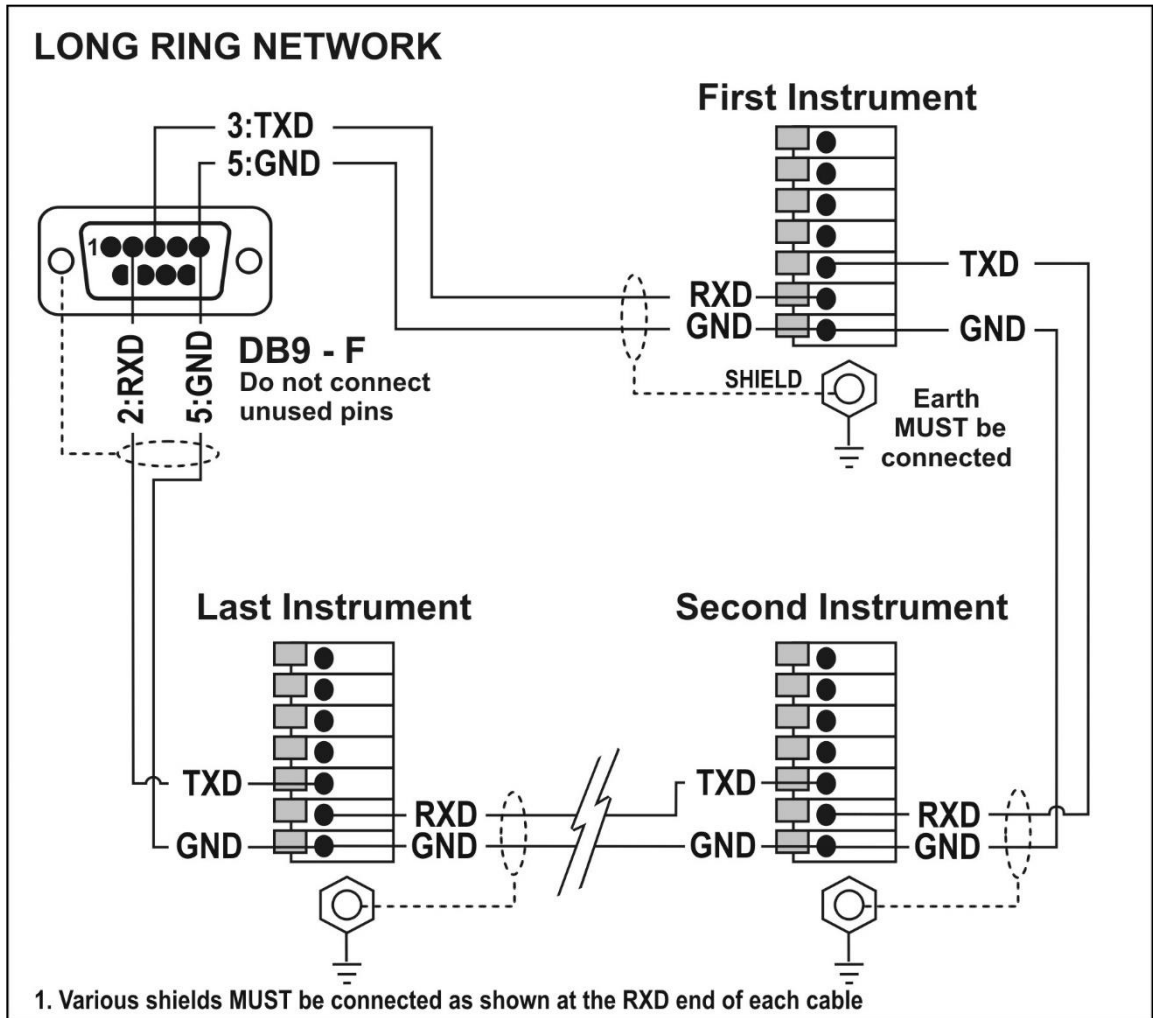 LONG RING NETWORK
First Instrument
3:TXD
5:GND
1
TXD
RXD
GND
GND
2:RXD
5:GND
DB9 - F
Do not connect
unused pins
SHIELD
Earth
MUST be
connected
Last Instrument
Second Instrument
TXD
TXD
RXD
RXD
GND
GND
GND
GND
1. Various shields MUST be connected as shown at the RXD end of each cable